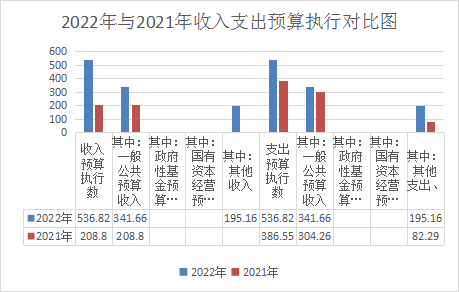 2022年与2021年收入支出预算执行对比图
600
500
400
300
200
100
0
收入
预算
执行
数
其中：
一般
公共
预算
收入
其中：
政府
性基
金预
算…
其中：
国有
资本
经营
预…
其中：
其他
收入
支出
预算
执行
数
其中：
一般
公共
预算
收入
其中：
政府
性基
金预
算…
其中：
国有
资本
经营
预…
其中：
其他
支出、
2022年 536.82 341.66 195.16 536.82 341.66 195.16
2021年 208.8 208.8 386.55 304.26 82.29
2022年 2021年